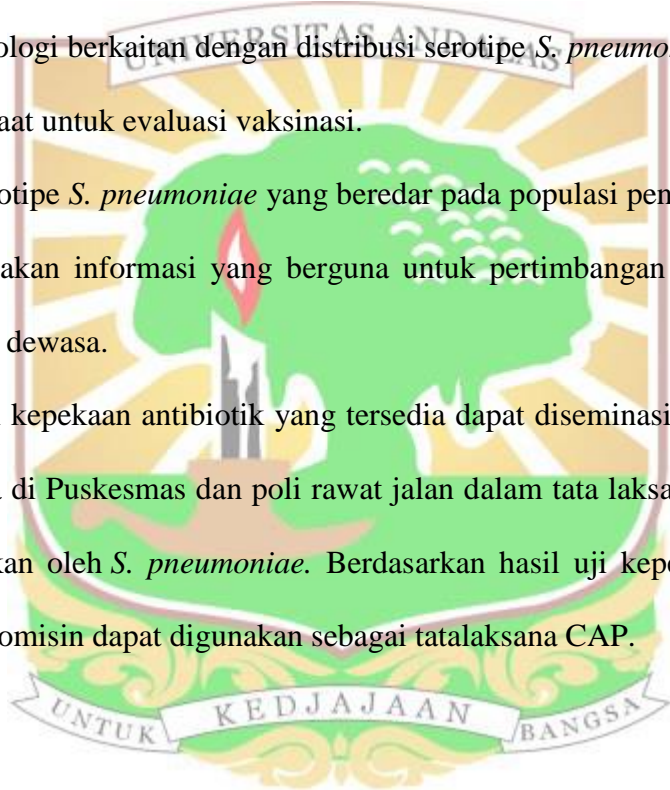 UNIVERSITAS ANDALAS
ologi berkaitan dengan distribusi serotipe S. pneumo
aat untuk evaluasi vaksinasi.
otipe S. pneumoniae yang beredar pada populasi pen
akan informasi yang berguna untuk pertimbangan
dewasa.
kepekaan antibiotik yang tersedia dapat diseminasi
di Puskesmas dan poli rawat jalan dalam tata laksa
kan oleh S. pneumoniae. Berdasarkan hasil uji kepe
omisin dapat digunakan sebagai tatalaksana CAP.
UNTUK KEDJAJAAN BANGSA